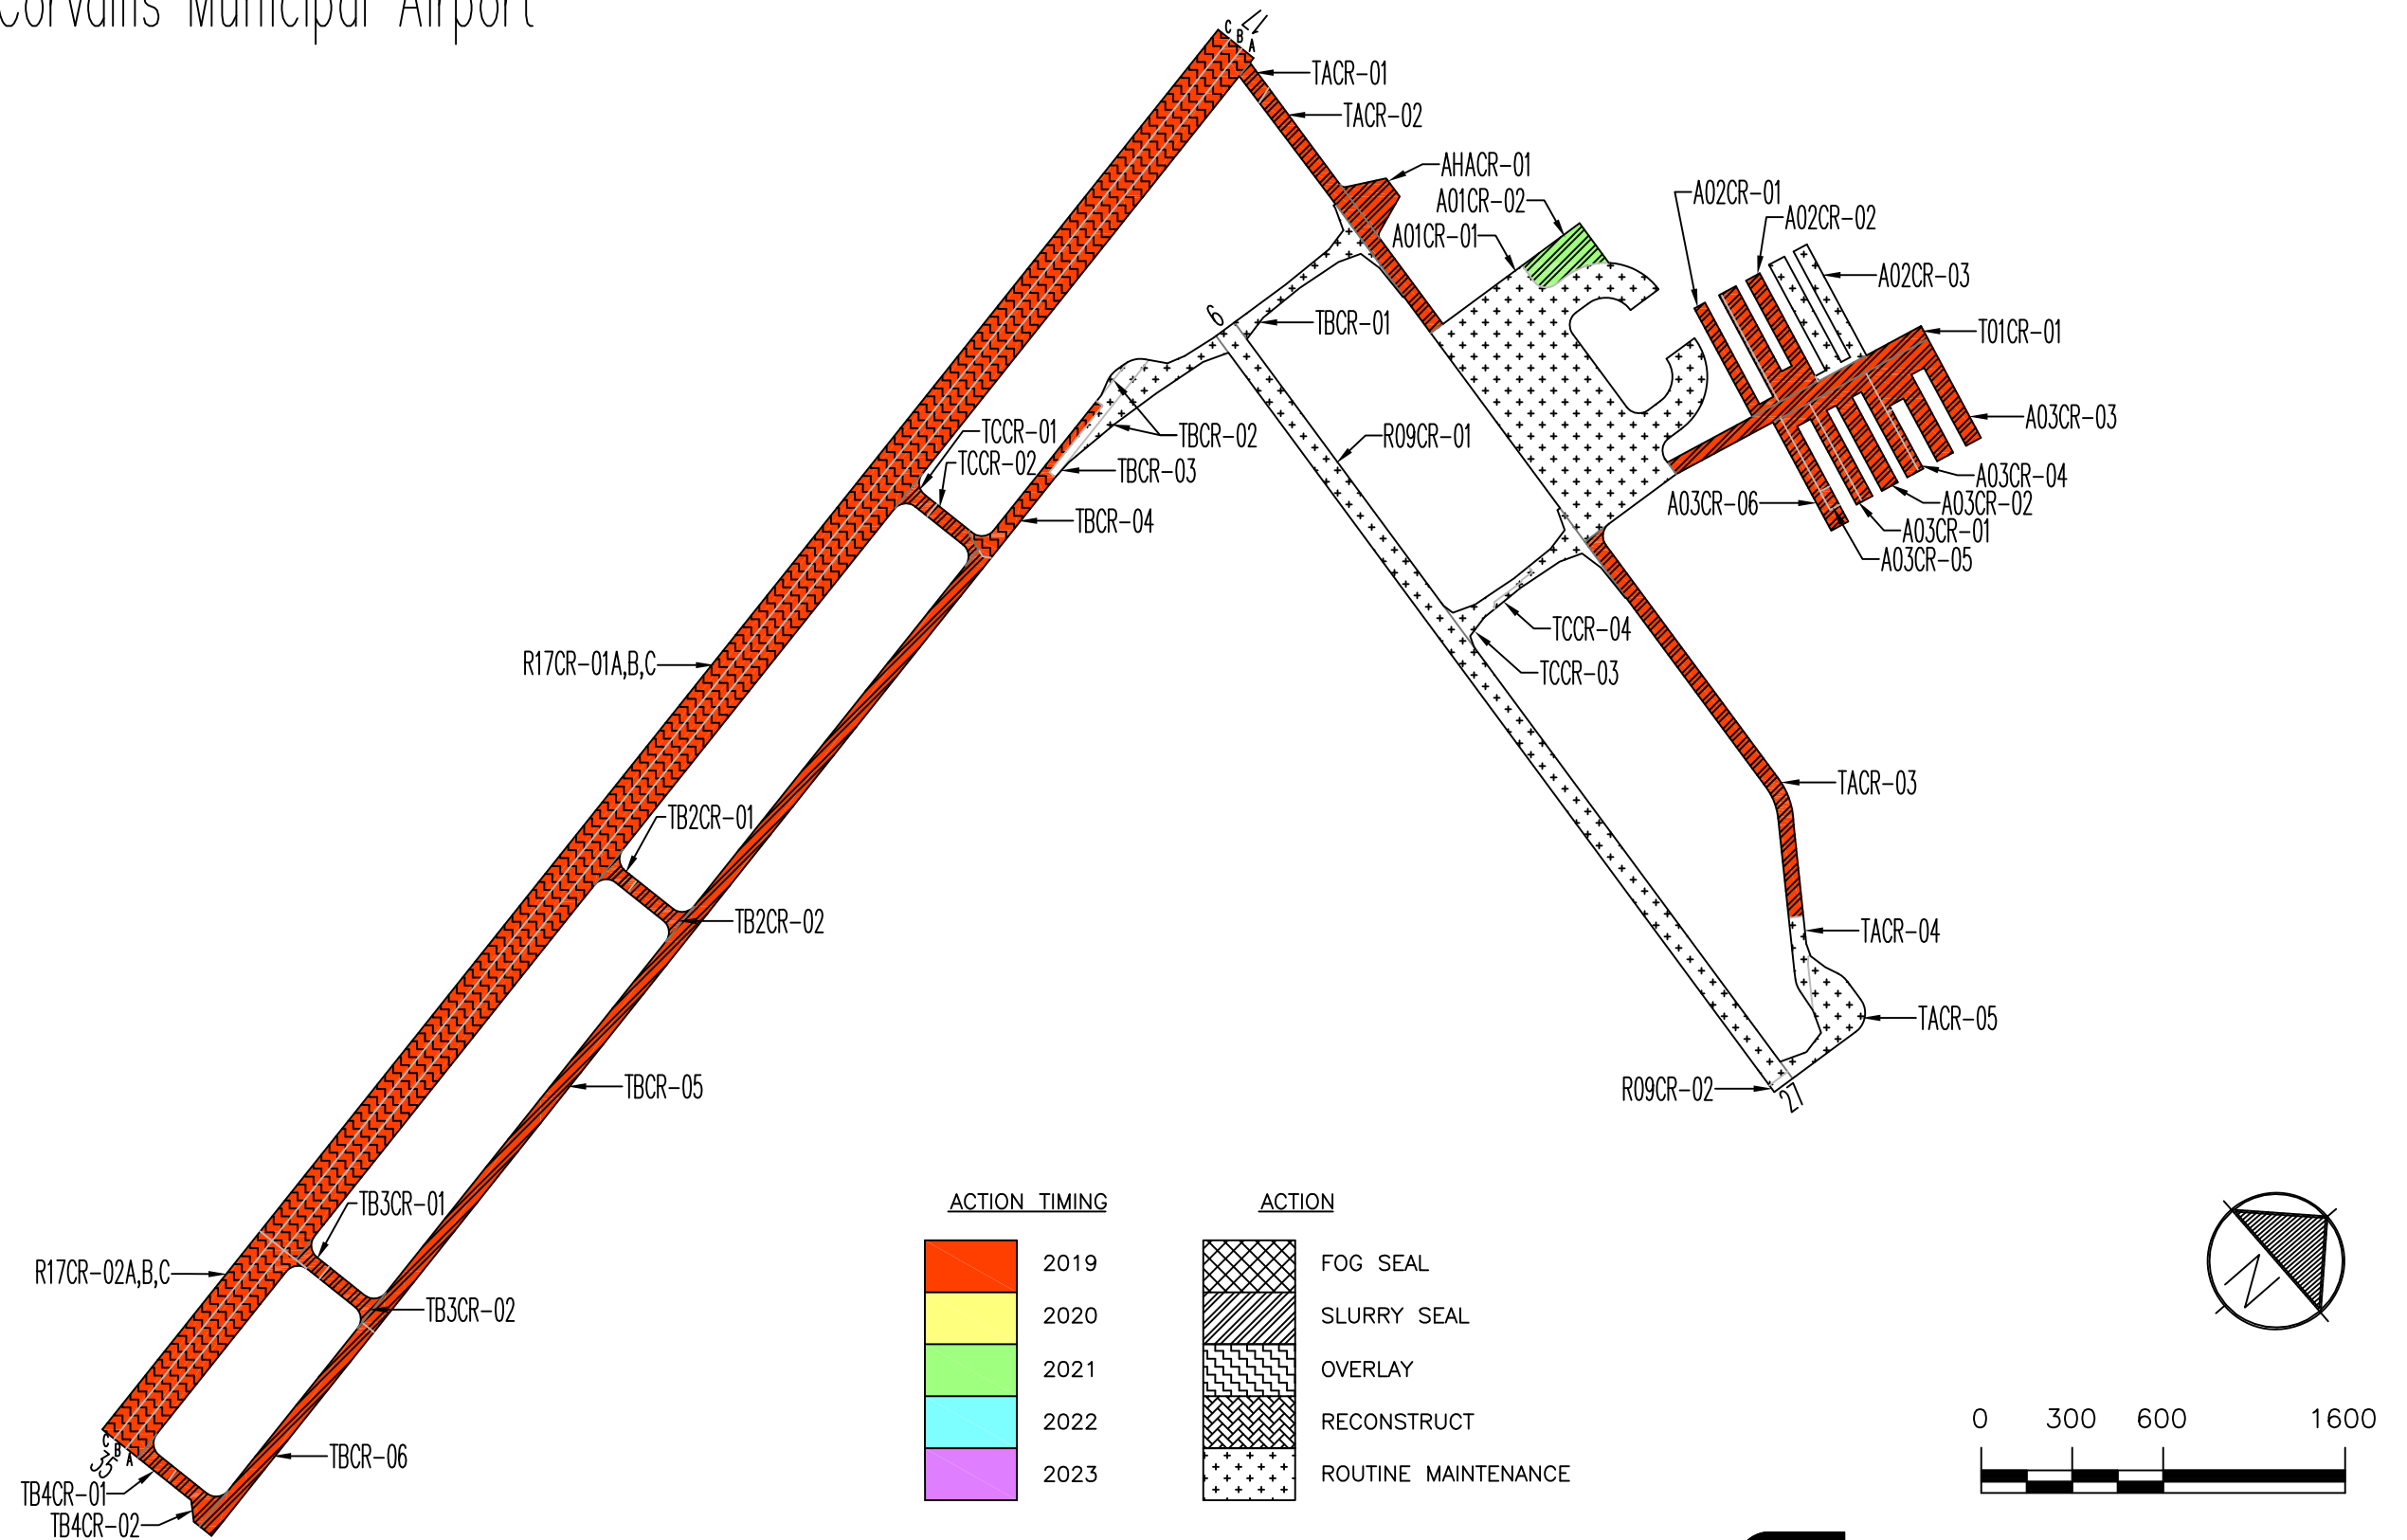 Corvallis Municipal Airport
C
B
A
17
TACR-01
TACR-02
AHACR-01
A01CR-02
A01CR-01
A02CR-01
A02CR-02
A02CR-03
T01CR-01
6
TBCR-01
TCCR-01
TCCR-02
TBCR-02
TBCR-03
TBCR-04
R09CR-01
A03CR-03
A03CR-04
A03CR-06
A03CR-02
A03CR-01
A03CR-05
TCCR-04
TCCR-03
R17CR-01A,B,C
TACR-03
TB2CR-01
TB2CR-02
TACR-04
TACR-05
TBCR-05
R09CR-02
27
TB3CR-01
R17CR-02A,B,C
TB3CR-02
C
B
A
35
TBCR-06
TB4CR-01
TB4CR-02
ACTION TIMING
2019
2020
2021
2022
2023
ACTION
FOG SEAL
SLURRY SEAL
OVERLAY
RECONSTRUCT
ROUTINE MAINTENANCE
N
0 300 600 1600